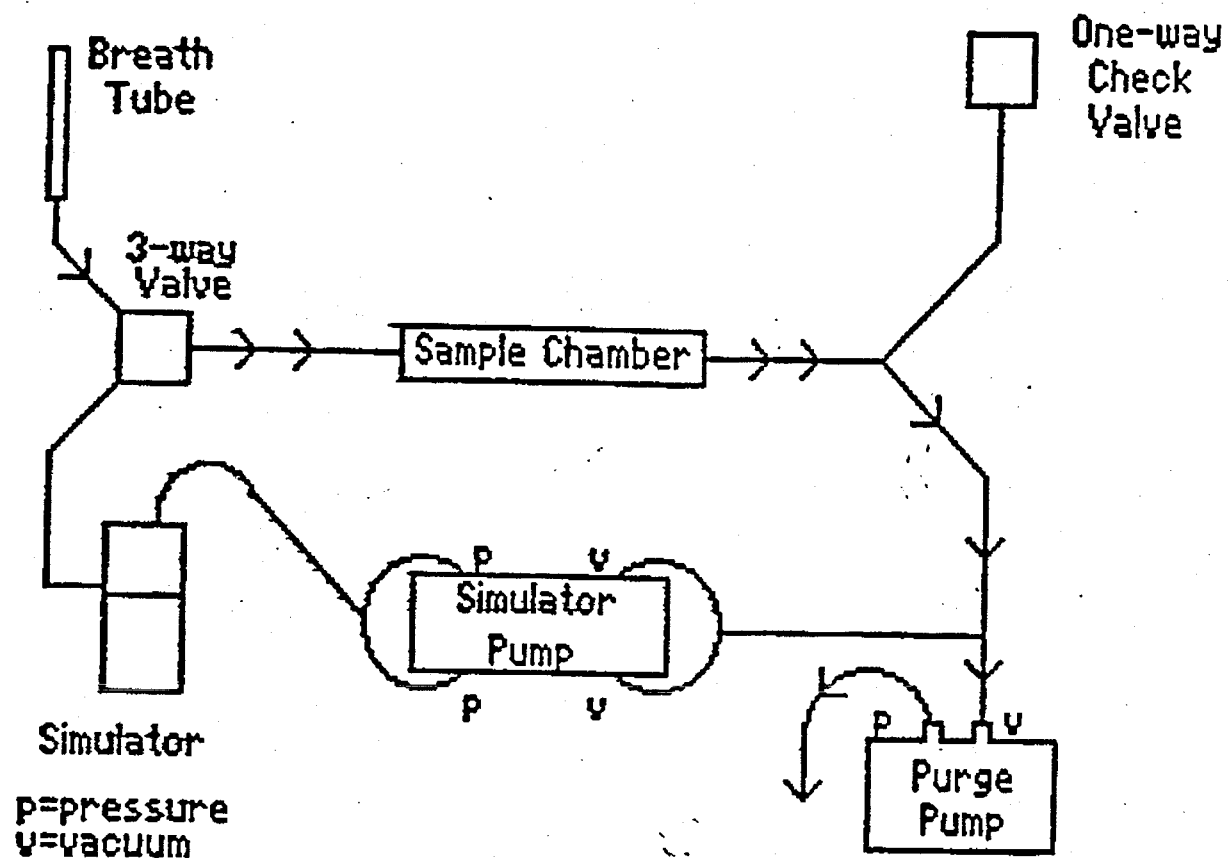 Breath
Tube
One-way
Check
Valve
3-way
Valve
Sample Chamber
p
v
Simulator
Pump
p
v
Simulator
p
v
Purge
Pump
p=pressure
v=vacuum